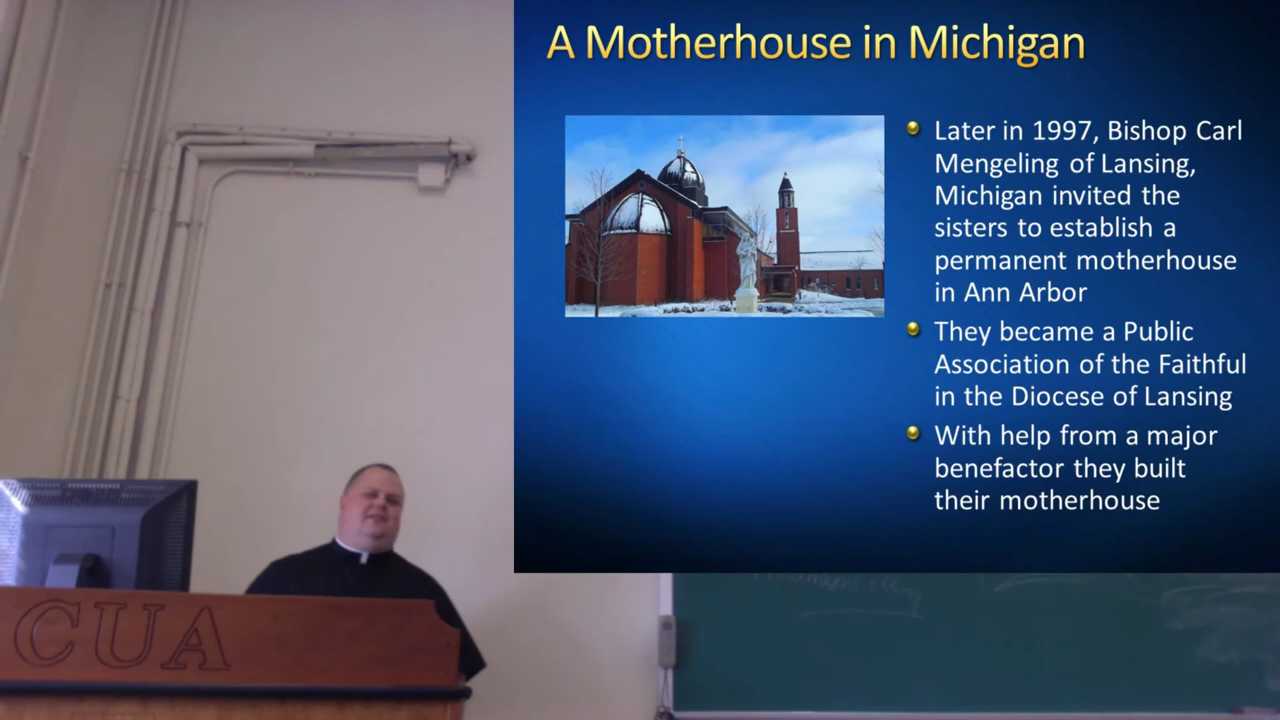 A Motherhouse in Michigan
Later in 1997, Bishop Carl
Mengeling of Lansing,
Michigan invited the
sisters to establish a
permanent motherhouse
in Ann Arbor
They became a Public
Association of the Faithful
in the Diocese of Lansing
With help from a major
benefactor they built
their motherhouse
CUA